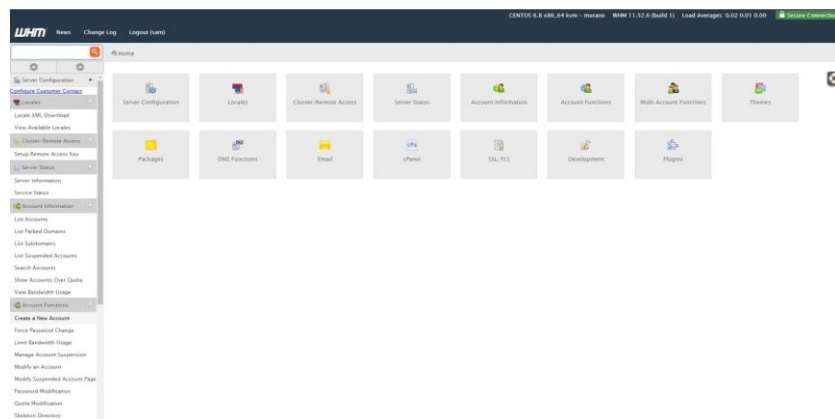 CENTOS 6.8 x86_64 kvm – murano WHM 11.52.6 (build 1) Load Averages: 0.02 0.01 0.00 Secure Connection
WHM News Change Log Logout (sam)
Home
Server Configuration
Configure Customer Contact
Locales
Locale XML Download
View Available Locales
Cluster/Remote Access
Setup Remote Access Key
Server Status
Server Information
Service Status
Account Information
List Accounts
List Parked Domains
List Subdomains
List Suspended Accounts
Search Accounts
Show Accounts Over Quota
View Bandwidth Usage
Account Functions
Create a New Account
Force Password Change
Limit Bandwidth Usage
Manage Account Suspension
Modify an Account
Modify Suspended Account Page
Password Modification
Quota Modification
Skeleton Directory
Server Configuration Locales Cluster/Remote Access Server Status Account Information Account Functions Multi Account Functions Themes
Packages DNS Functions Email cPanel SSL/TLS Development Plugins